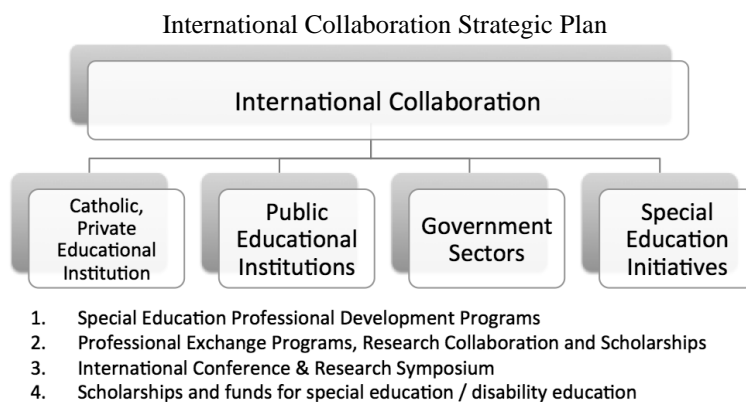 International Collaboration Strategic Plan
International Collaboration
Catholic,
Private
Educational
Institution
Public
Educational
Institutions
Government
Sectors
Special
Education
Initiatives
1. Special Education Professional Development Programs
2. Professional Exchange Programs, Research Collaboration and Scholarships
3. International Conference & Research Symposium
4. Scholarships and funds for special education / disability education